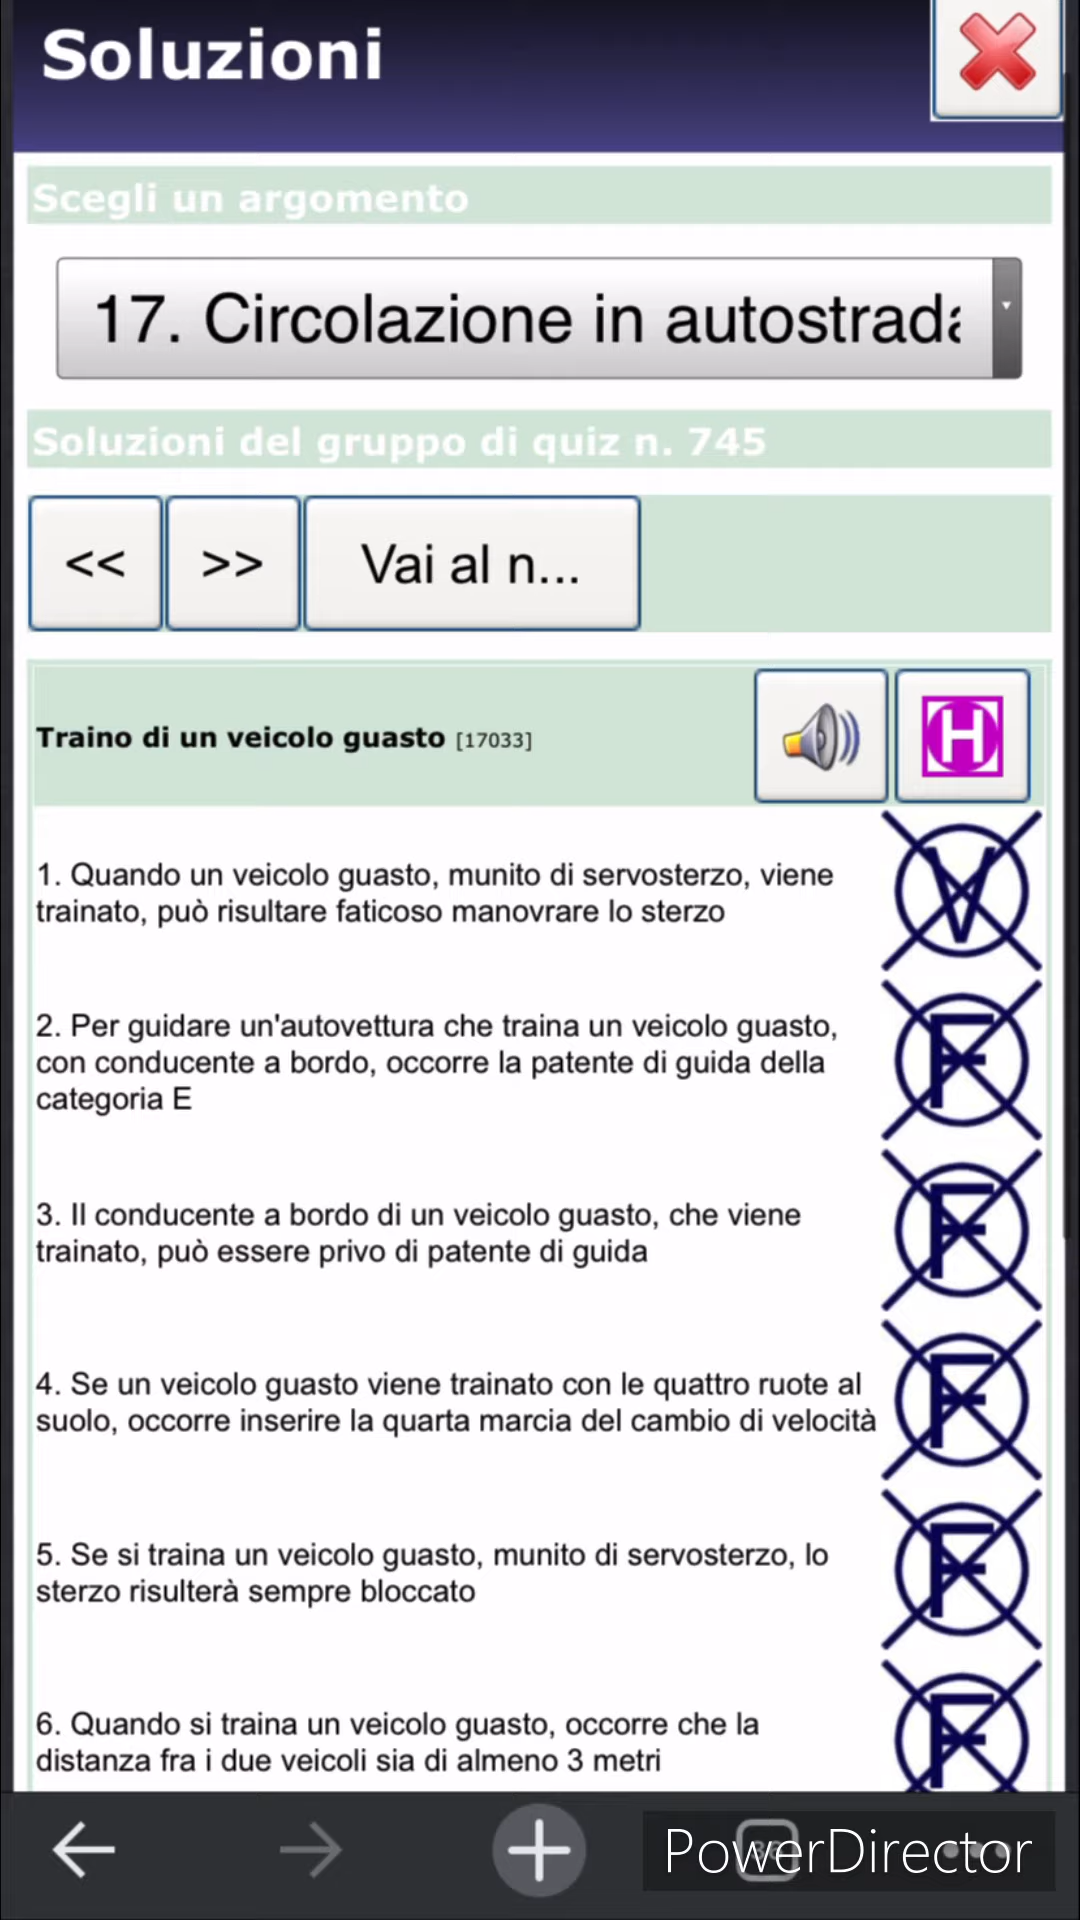 Soluzioni
Scegli un argomento
17. Circolazione in autostrada
Soluzioni del gruppo di quiz n. 745
<< >> Vai al n...
Traino di un veicolo guasto [17033]
H
1. Quando un veicolo guasto, munito di servosterzo, viene
trainato, può risultare faticoso manovrare lo sterzo
V
2. Per guidare un'autovettura che traina un veicolo guasto,
con conducente a bordo, occorre la patente di guida della
categoria E
F
3. Il conducente a bordo di un veicolo guasto, che viene
trainato, può essere privo di patente di guida
F
4. Se un veicolo guasto viene trainato con le quattro ruote al
suolo, occorre inserire la quarta marcia del cambio di velocità
F
5. Se si traina un veicolo guasto, munito di servosterzo, lo
sterzo risulterà sempre bloccato
F
6. Quando si traina un veicolo guasto, occorre che la
distanza fra i due veicoli sia di almeno 3 metri
F
PowerDirector